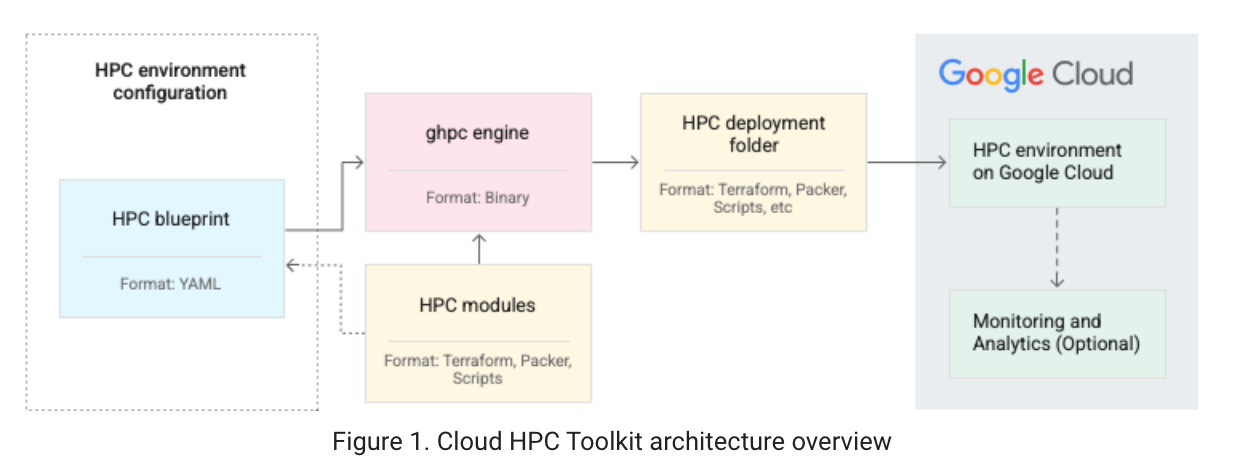 HPC environment
configuration
HPC blueprint
Format: YAML
ghpc engine
Format: Binary
HPC modules
Format: Terraform, Packer,
Scripts
HPC deployment
folder
Format: Terraform, Packer,
Scripts, etc
Google Cloud
HPC environment
on Google Cloud
Monitoring and
Analytics (Optional)
Figure 1. Cloud HPC Toolkit architecture overview